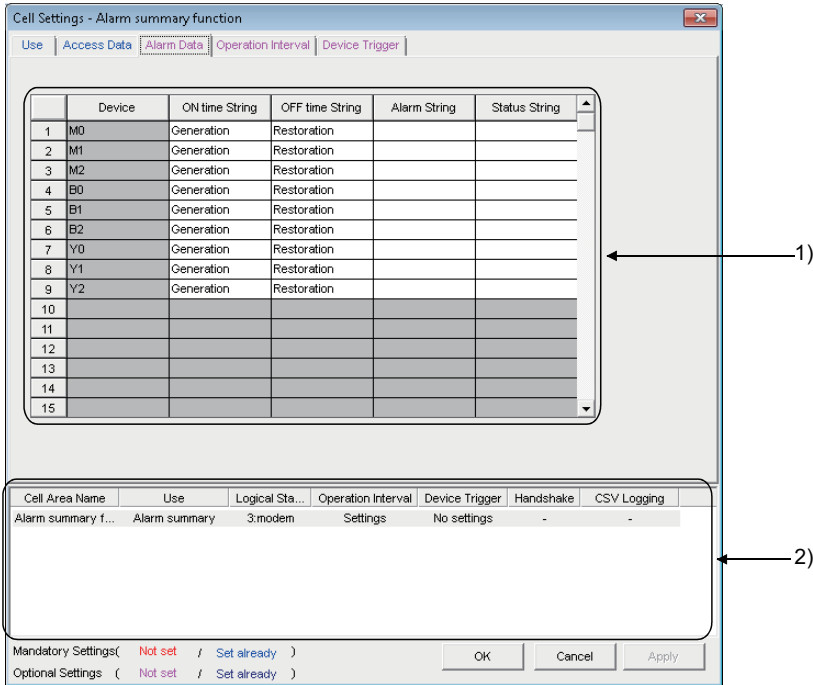 Cell Settings - Alarm summary function
Use Access Data Alarm Data Operation Interval Device Trigger
Device ON time String OFF time String Alarm String Status String
1 M0 Generation Restoration
2 M1 Generation Restoration
3 M2 Generation Restoration
4 B0 Generation Restoration
5 B1 Generation Restoration
6 B2 Generation Restoration
7 Y0 Generation Restoration
8 Y1 Generation Restoration
9 Y2 Generation Restoration
10
11
12
13
14
15
1)
Cell Area Name Use Logical Sta... Operation Interval Device Trigger Handshake CSV Logging
Alarm summary f... Alarm summary 3:modem Settings No settings - -
2)
Mandatory Settings( Not set / Set already )
Optional Settings ( Not set / Set already )
OK Cancel Apply